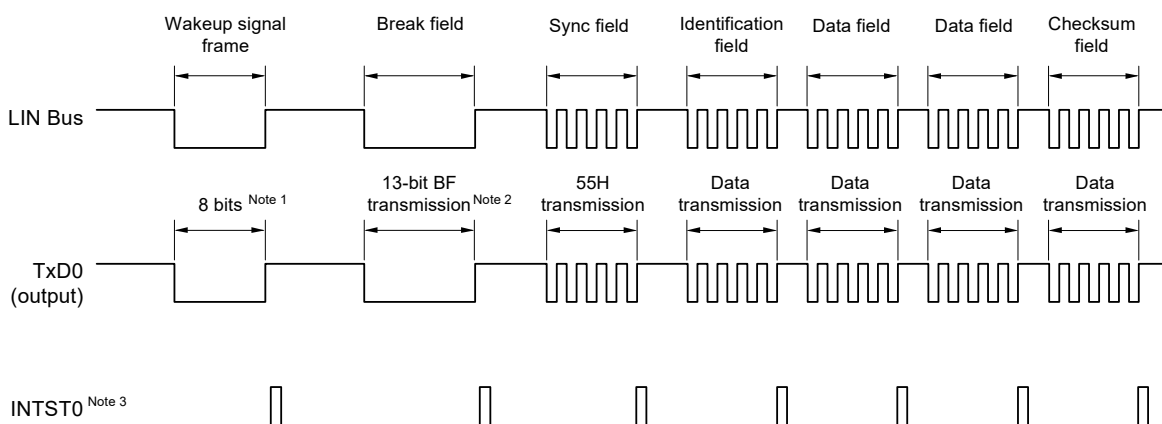 Wakeup signal
frame
Break field
Sync field
Identification
field
Data field
Data field
Checksum
field
LIN Bus
8 bits Note 1
13-bit BF
transmission Note 2
55H
transmission
Data
transmission
Data
transmission
Data
transmission
Data
transmission
TxD0
(output)
INTST0 Note 3